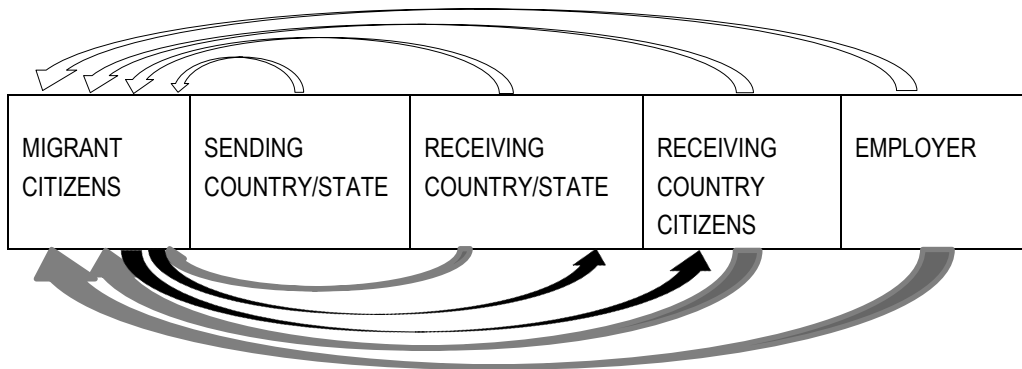 MIGRANT
CITIZENS
SENDING
COUNTRY/STATE
RECEIVING
COUNTRY/STATE
RECEIVING
COUNTRY
CITIZENS
EMPLOYER